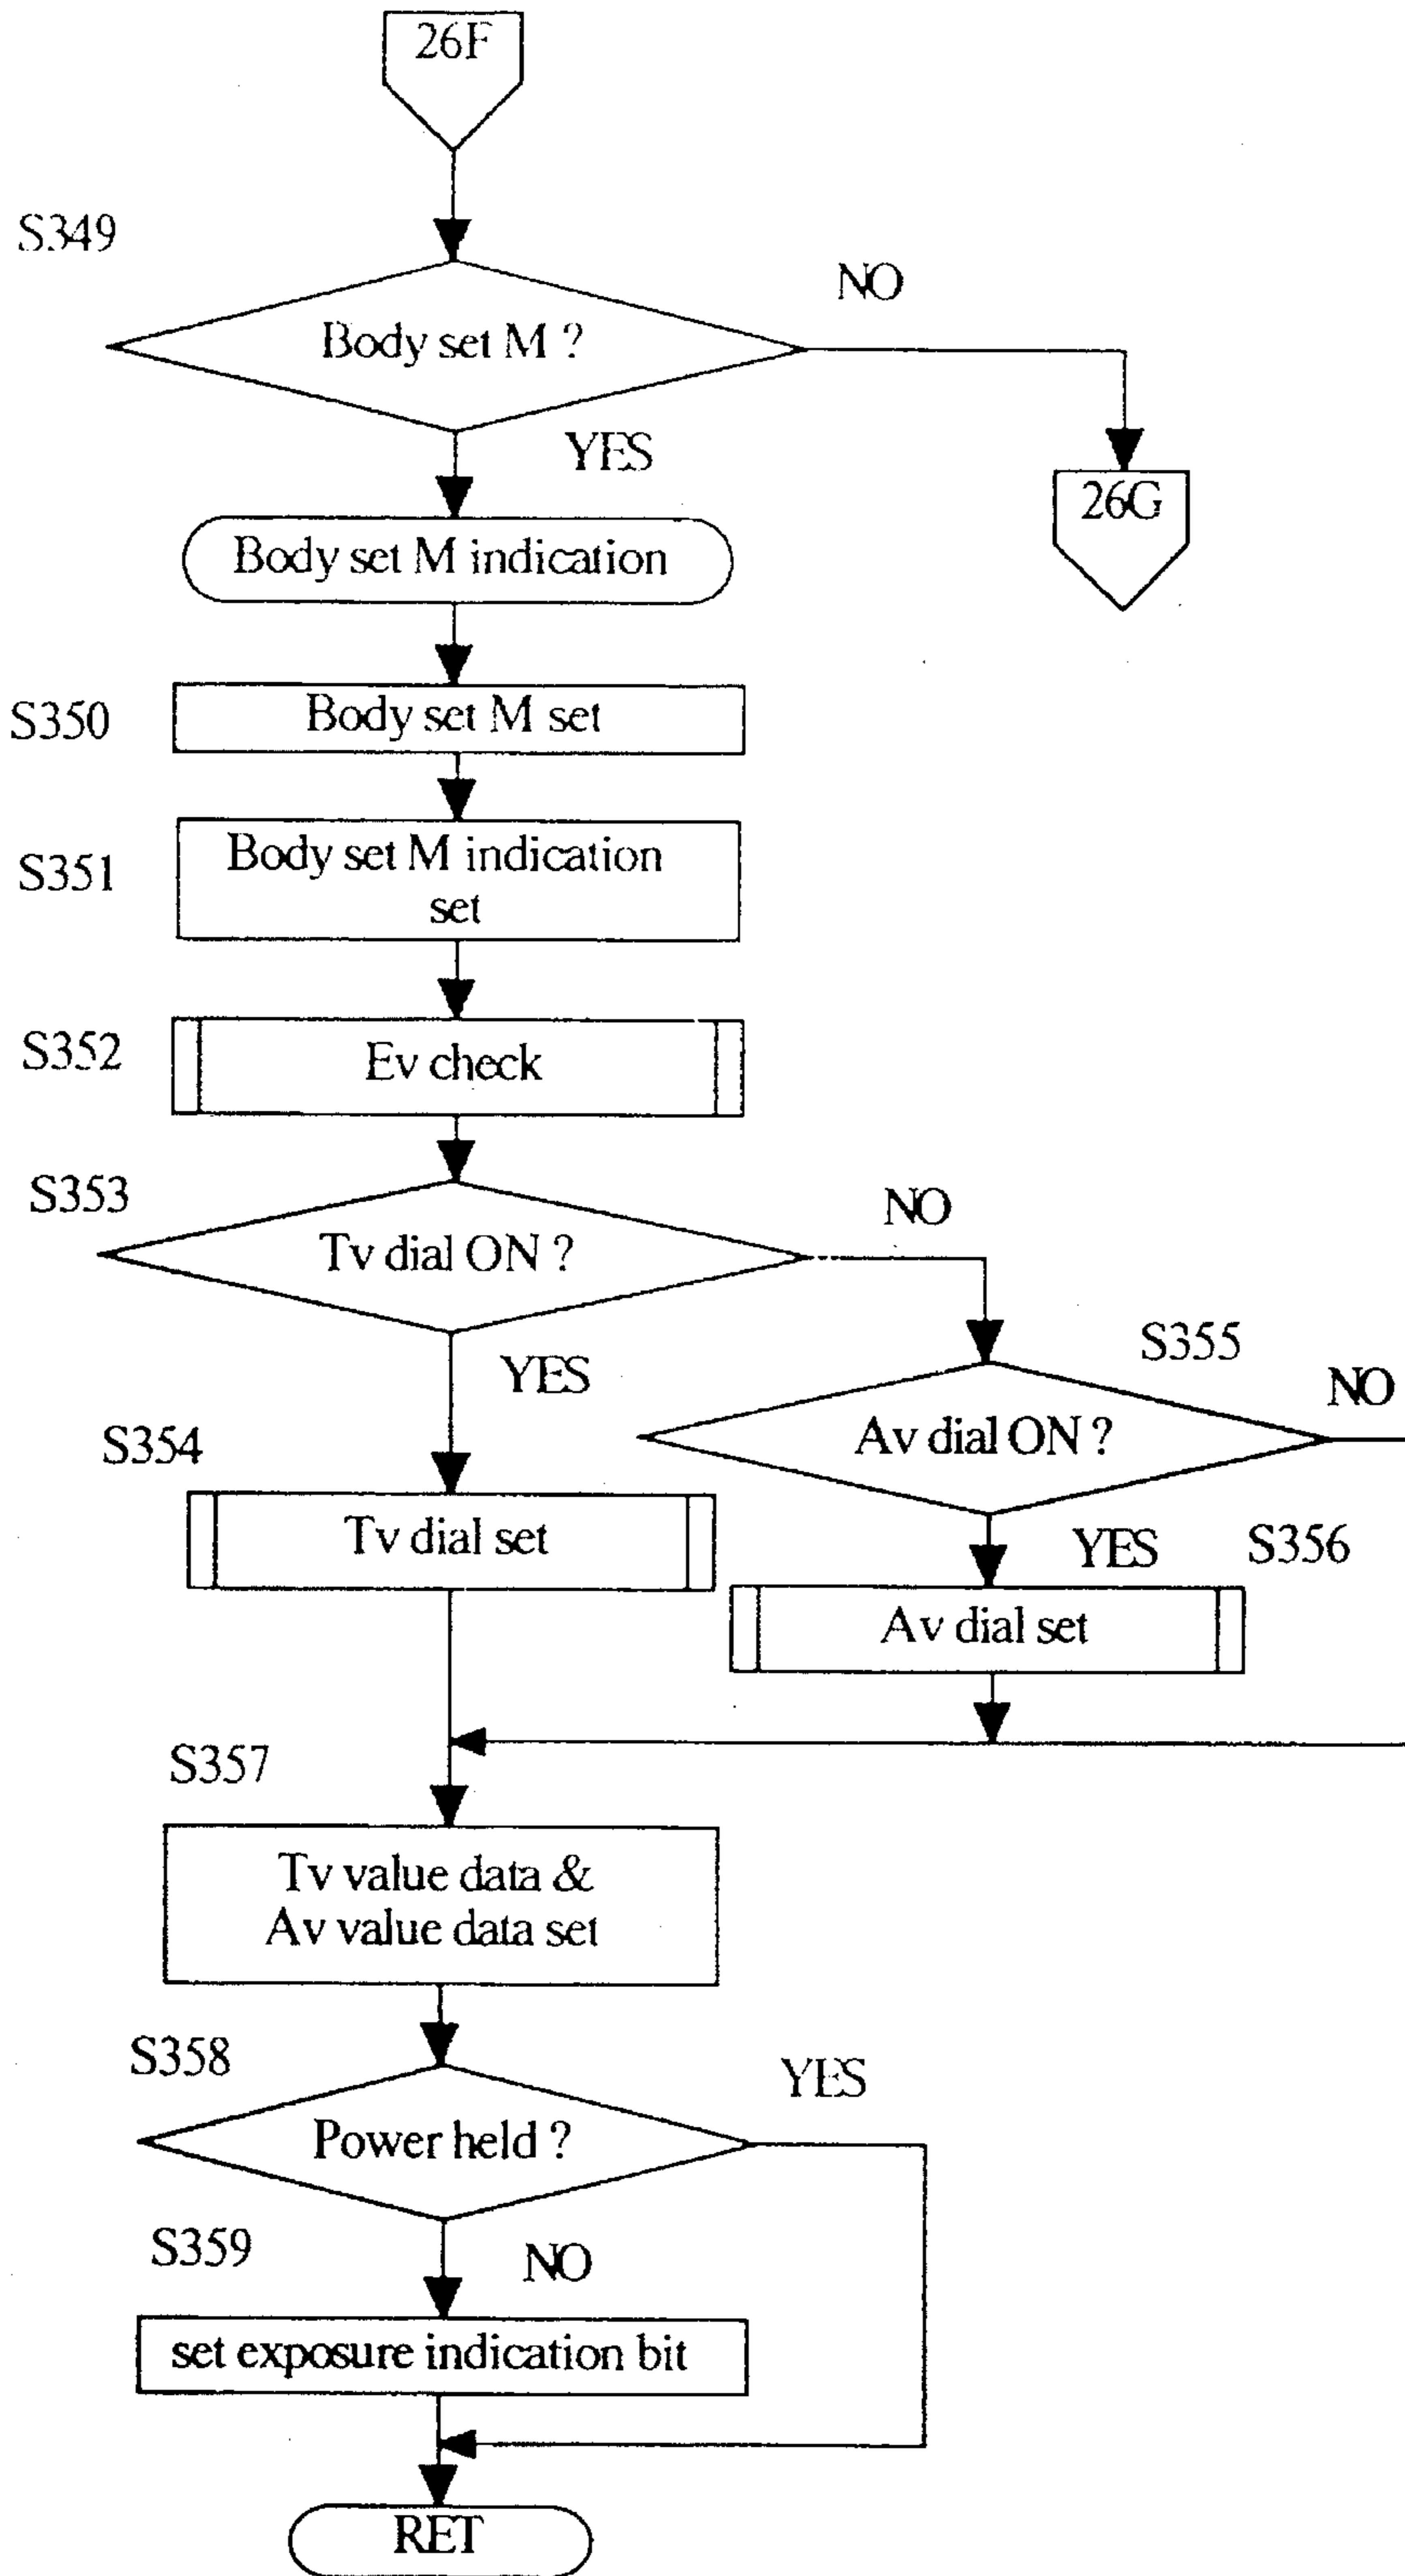 26F
S349
NO
Body set M ?
YES
26G
Body set M indication
S350
Body set M set
S351
Body set M indication
set
S352
Ev check
S353
NO
Tv dial ON ?
S355
YES
NO
S354
Av dial ON ?
Tv dial set
YES
S356
Av dial set
S357
Tv value data &
Av value data set
S358
YES
Power held ?
S359
NO
set exposure indication bit
RET